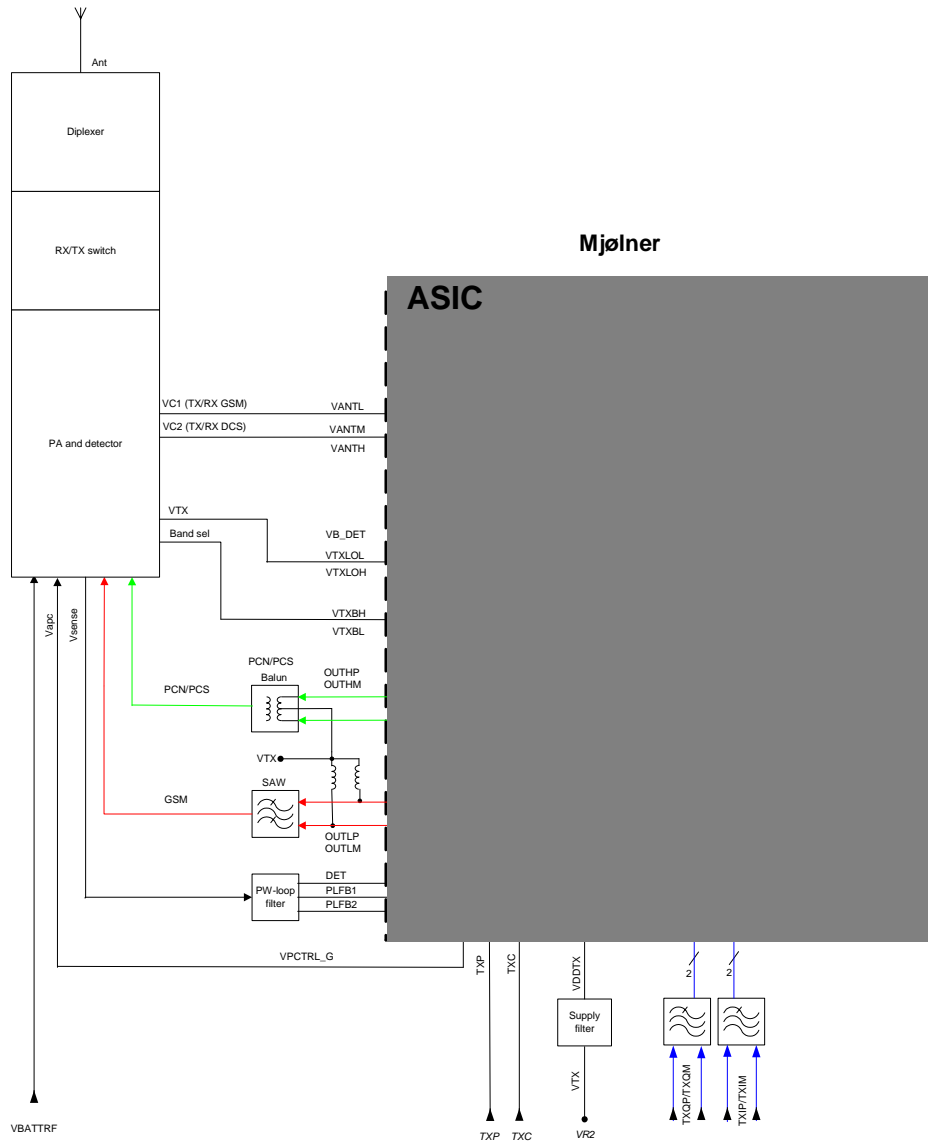 Ant
Diplexer
RX/TX switch
Mjølner
ASIC
PA and detector
VC1 (TX/RX GSM)
VANTL
VC2 (TX/RX DCS)
VANTM
VANTH
VTX
Band sel
VB_DET
VTXLOL
VTXLOH
VTXBH
VTXBL
Vapc
Vsense
PCN/PCS
Balun
PCN/PCS
OUTHP
OUTHM
VTX
SAW
GSM
OUTLP
OUTLM
PW-loop
filter
DET
PLFB1
PLFB2
VPCTRL_G
TXP
TXC
VDDTX
2
2
Supply
filter
VTX
TXQP/TXQM
TXIP/TXIM
VBATTRF
TXP
TXC
VR2